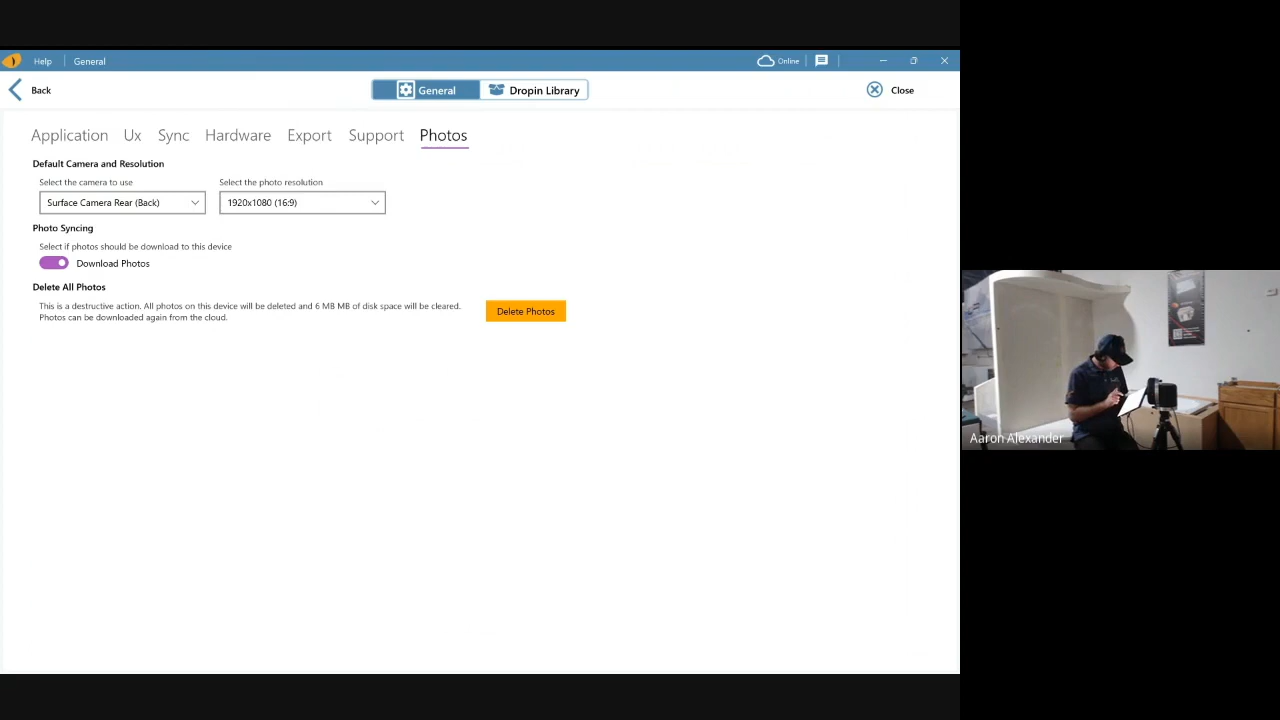 Help
General
Online
Back
General
Dropin Library
Close
Application
Ux
Sync
Hardware
Export
Support
Photos
Default Camera and Resolution
Select the camera to use
Select the photo resolution
Surface Camera Rear (Back)
1920x1080 (16:9)
Photo Syncing
Select if photos should be download to this device
Download Photos
Delete All Photos
This is a destructive action. All photos on this device will be deleted and 6 MB MB of disk space will be cleared.
Photos can be downloaded again from the cloud.
Delete Photos
Aaron Alexander